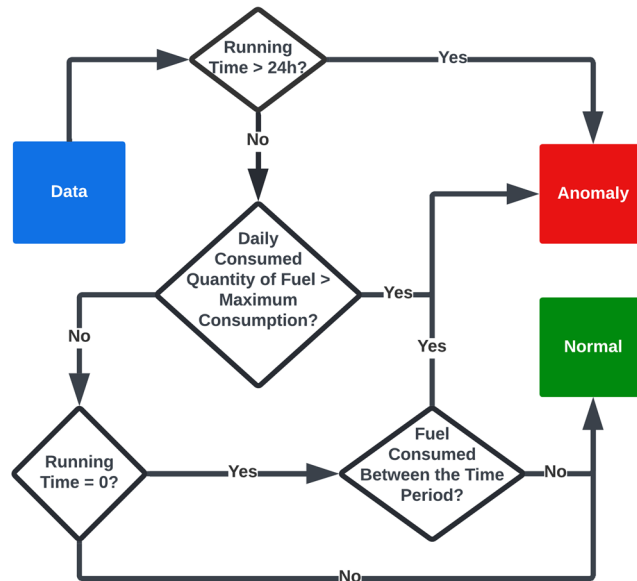 Running
Time > 24h?
Yes
No
Data
Anomaly
Daily
Consumed
Quantity of Fuel >
Maximum
Consumption?
Yes
No
Yes
Normal
Running
Time = 0?
Yes
Fuel
Consumed
Between the Time
Period?
No
No